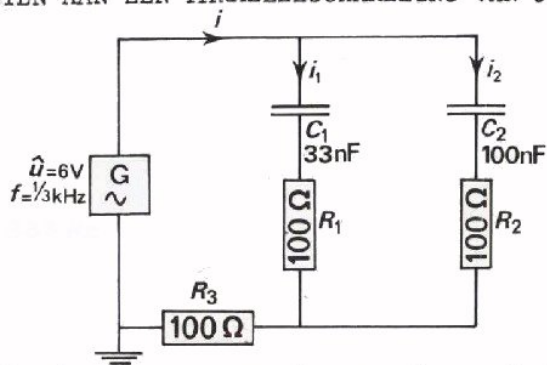 i
i₁
i₂
C₁
33nF
C₂
100nF
û=6V
f=⅓kHz
G
100 Ω
R₁
100 Ω
R₂
R₃
100 Ω